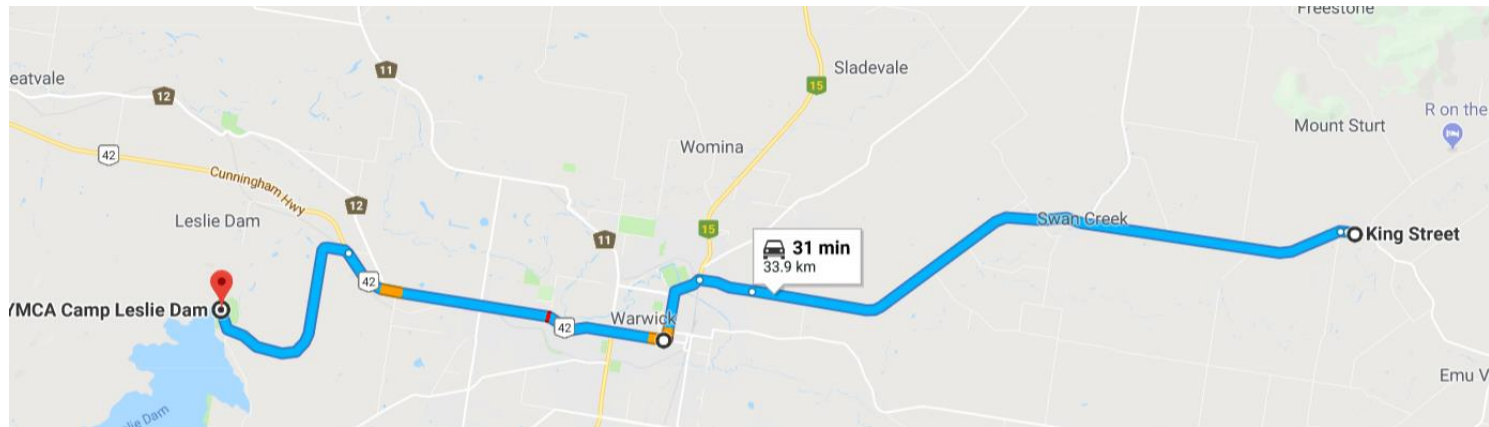 Freestone
eatvale
11
12
15
Sladevale
Mount Sturt
R on the
42
Womina
Cunningham Hwy
12
Leslie Dam
15
11
Swan Creek
King Street
31 min
33.9 km
42
YMCA Camp Leslie Dam
Warwick
42
Emu V
lie Dam